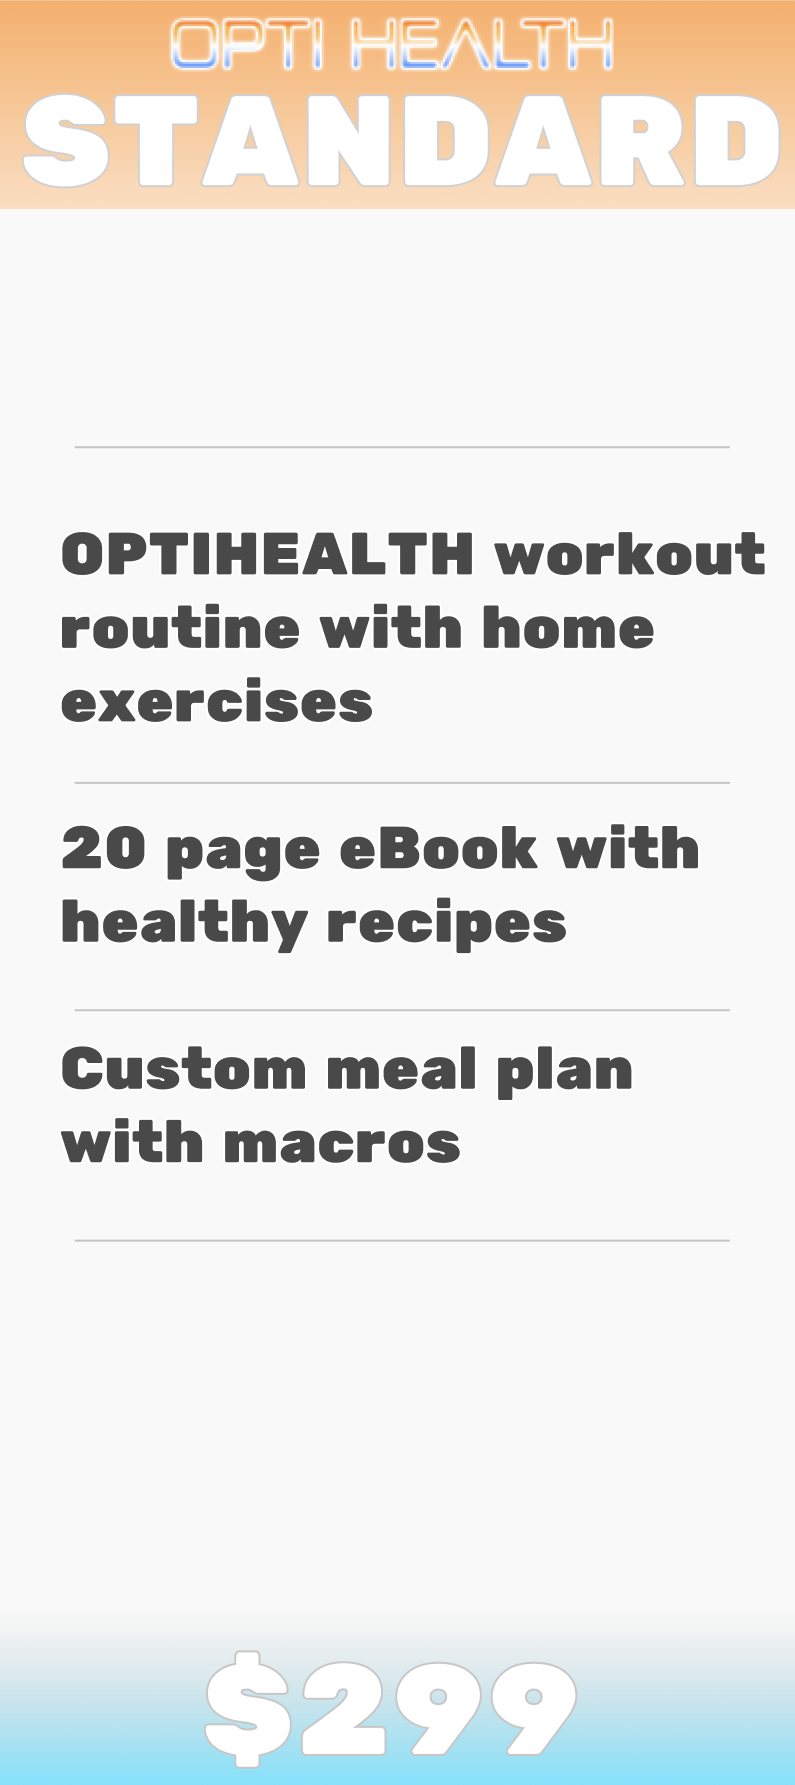 OPTI HEALTH
STANDARD
OPTIHEALTH workout
routine with home
exercises
20 page eBook with
healthy recipes
Custom meal plan
with macros
$299